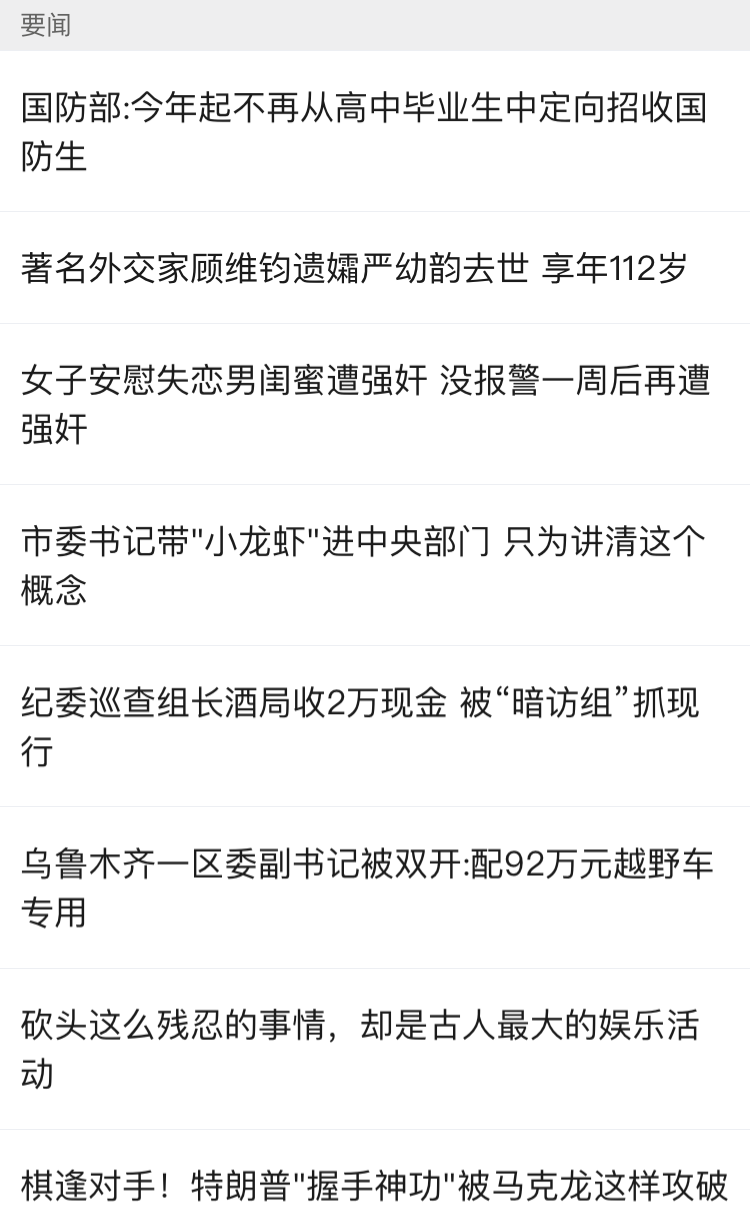 要闻
国防部:今年起不再从高中毕业生中定向招收国
防生
著名外交家顾维钧遗孀严幼韵去世 享年112岁
女子安慰失恋男闺蜜遭强奸 没报警一周后再遭
强奸
市委书记带"小龙虾"进中央部门 只为讲清这个
概念
纪委巡查组长酒局收2万现金 被“暗访组”抓现
行
乌鲁木齐一区委副书记被双开:配92万元越野车
专用
砍头这么残忍的事情，却是古人最大的娱乐活
动
棋逢对手！特朗普"握手神功"被马克龙这样攻破